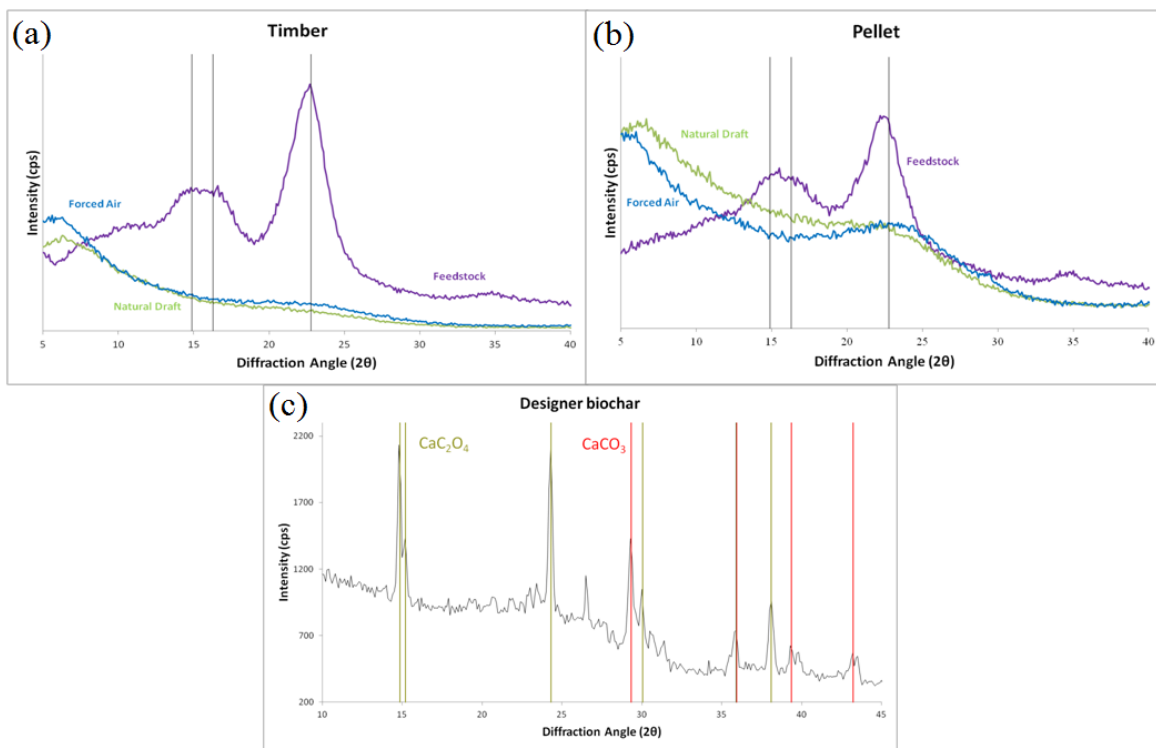 (a)
Timber
Intensity (cps)
Forced Air
Natural Draft
Feedstock
5 10 15 20 25 30 35 40
Diffraction Angle (2θ)
(b)
Pellet
Intensity (cps)
Natural Draft
Forced Air
Feedstock
5 10 15 20 25 30 35 40
Diffraction Angle (2θ)
(c)
Designer biochar
Intensity (cps)
2200
1700
1200
700
200
CaC₂O₄
CaCO₃
10 15 20 25 30 35 40 45
Diffraction Angle (2θ)